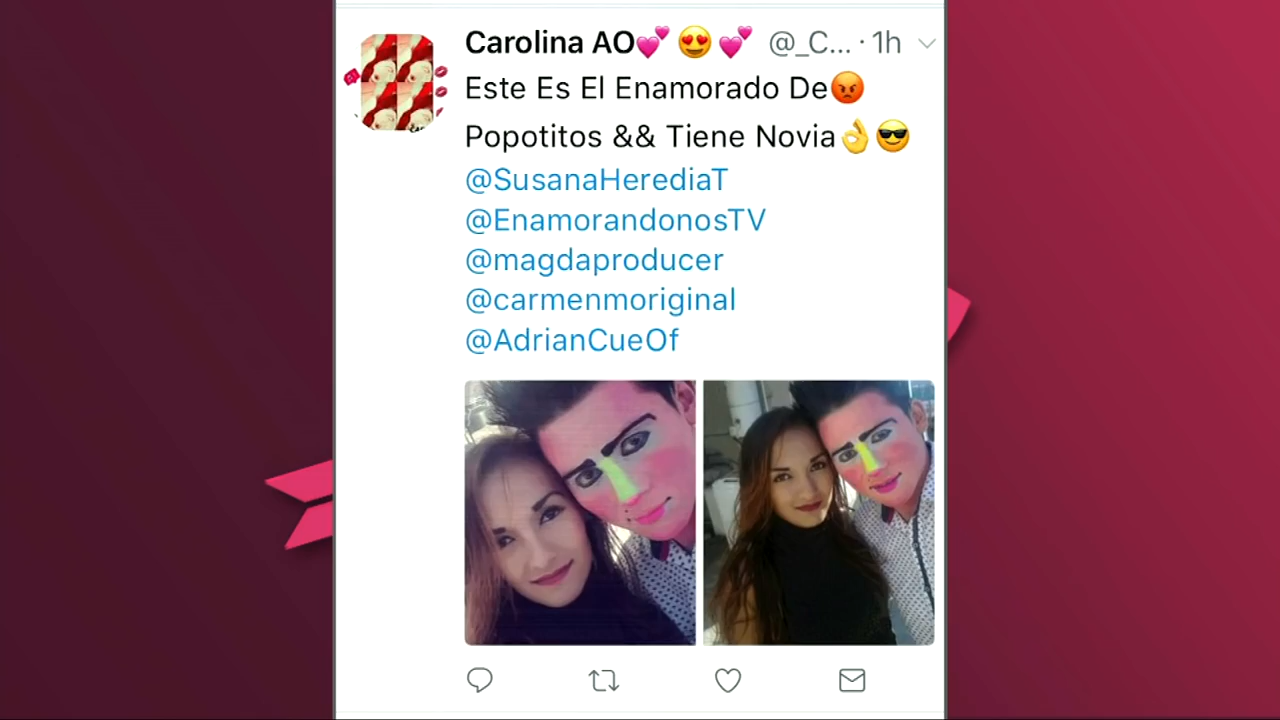 Carolina AO💕😍💕 @_C... · 1h
Este Es El Enamorado De😡
Popotitos && Tiene Novia👌😎
@SusanaHerediaT
@EnamorandonosTV
@magdaproducer
@carmenmoriginal
@AdrianCueOf